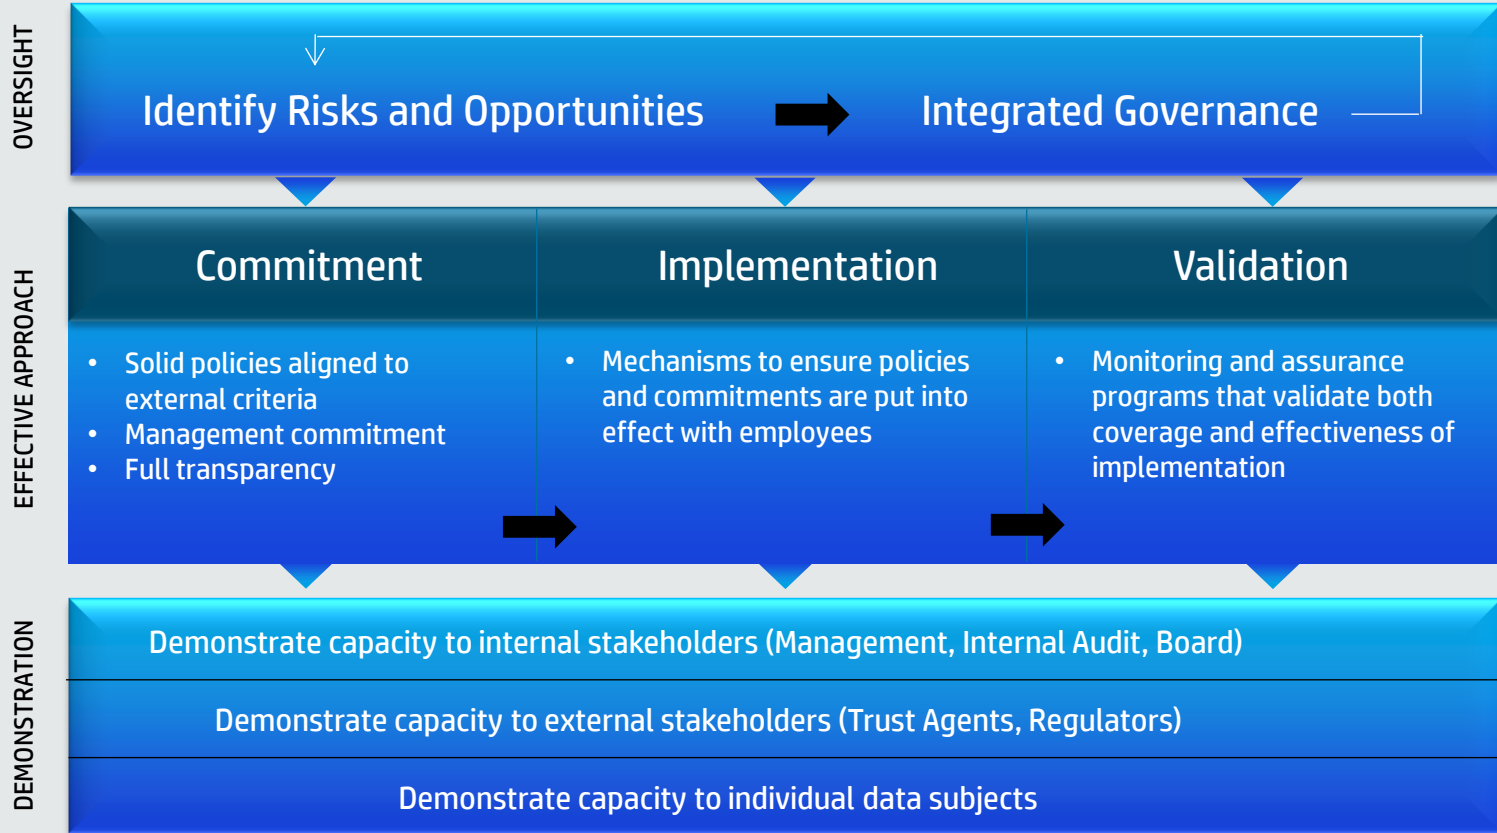 OVERSIGHT
Identify Risks and Opportunities
Integrated Governance
EFFECTIVE APPROACH
Commitment
Implementation
Validation
• Solid policies aligned to
external criteria
• Management commitment
• Full transparency
• Mechanisms to ensure policies
and commitments are put into
effect with employees
• Monitoring and assurance
programs that validate both
coverage and effectiveness of
implementation
DEMONSTRATION
Demonstrate capacity to internal stakeholders (Management, Internal Audit, Board)
Demonstrate capacity to external stakeholders (Trust Agents, Regulators)
Demonstrate capacity to individual data subjects